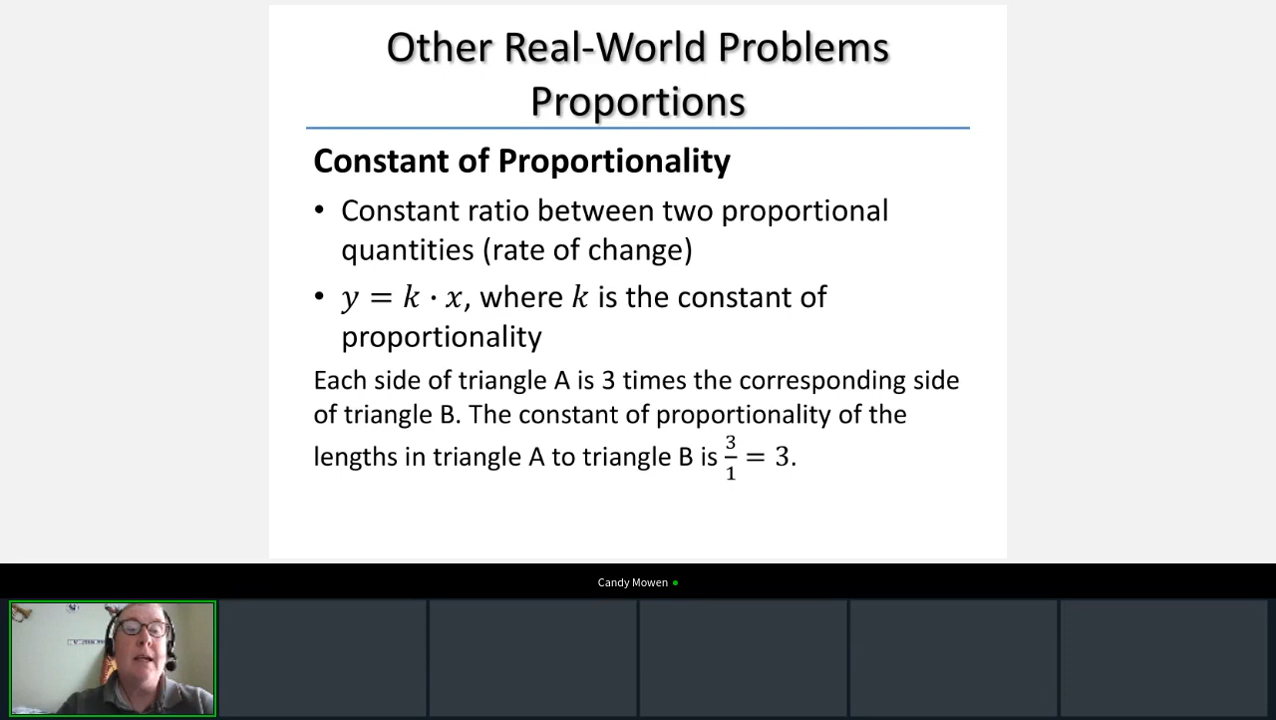 Other Real-World Problems
Proportions
Constant of Proportionality
• Constant ratio between two proportional
quantities (rate of change)
• y = k · x, where k is the constant of
proportionality
Each side of triangle A is 3 times the corresponding side
of triangle B. The constant of proportionality of the
lengths in triangle A to triangle B is 3/1 = 3.
Candy Mowen